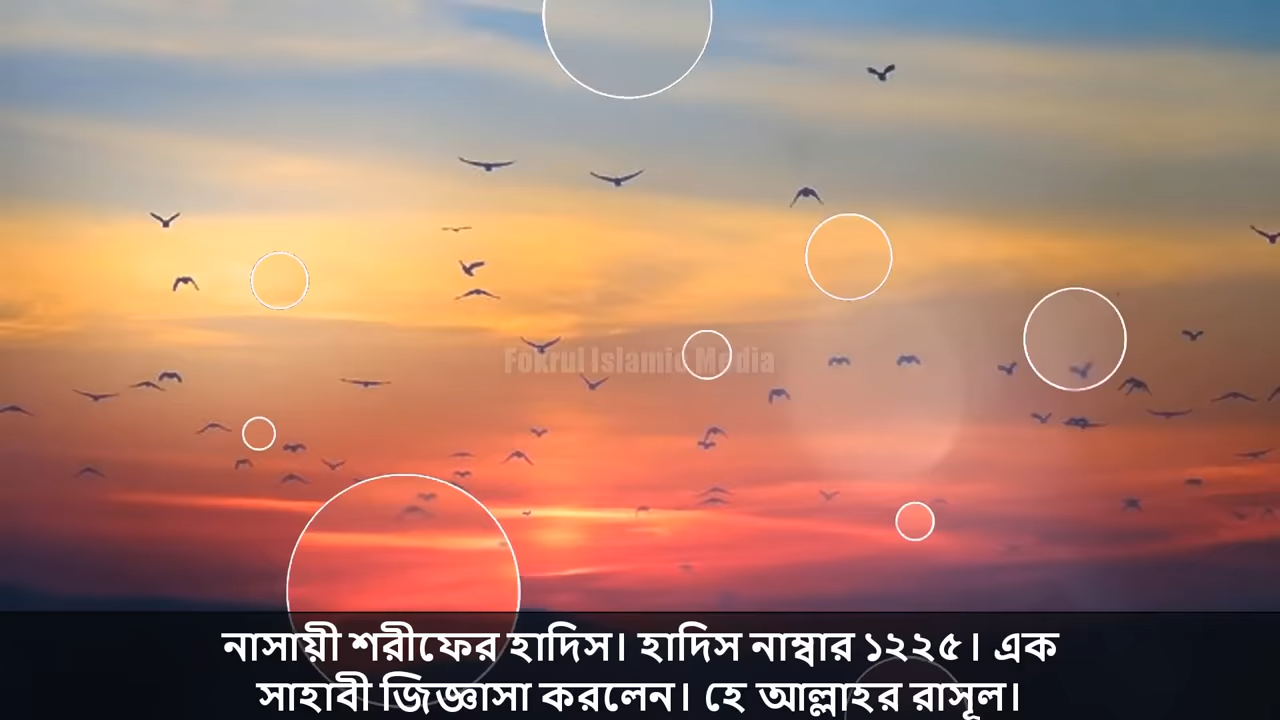 Fokrul Islamic Media
নাসায়ী শরীফের হাদিস। হাদিস নাম্বার ১২২৫। এক
সাহাবী জিজ্ঞাসা করলেন। হে আল্লাহর রাসূল।